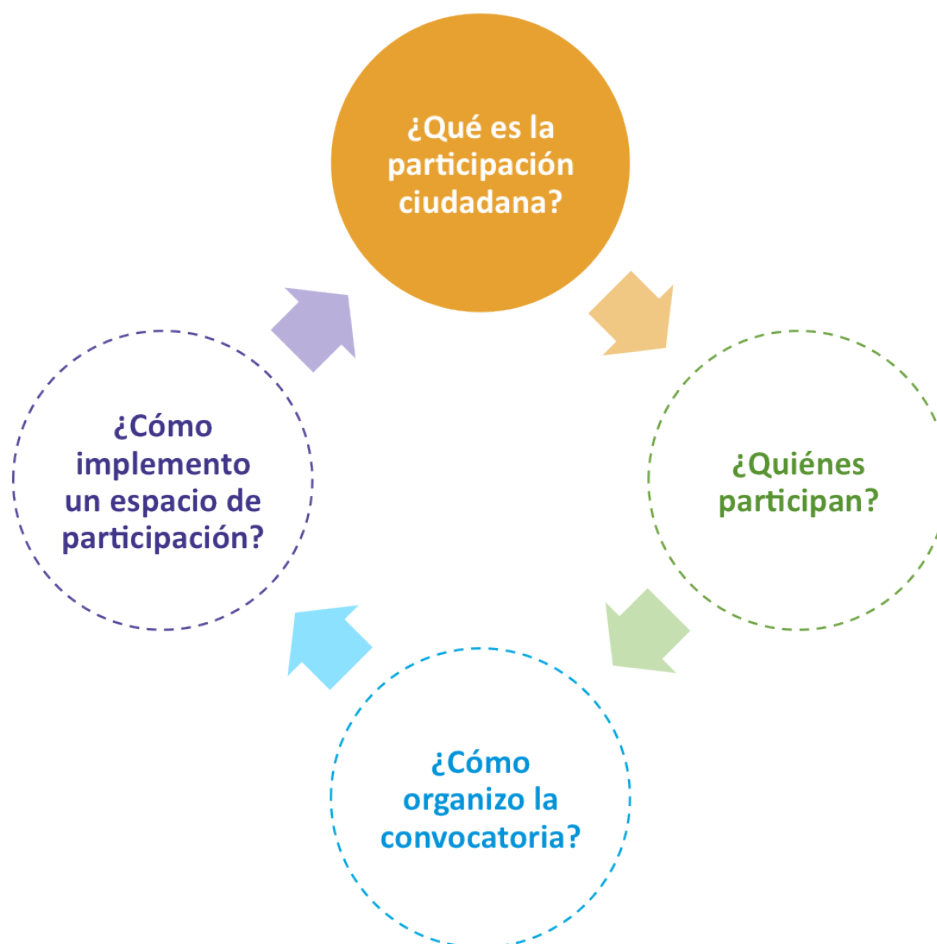 ¿Qué es la
participación
ciudadana?
¿Quiénes
participan?
¿Cómo
organizo la
convocatoria?
¿Cómo
implemento
un espacio de
participación?